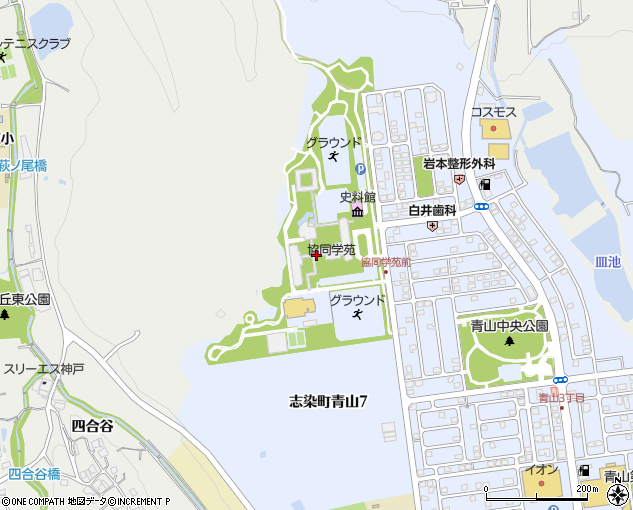 ンテニスクラブ
小
萩ノ尾橋
グラウンド
P
史料館
協同学苑
協同学苑前
グラウンド
コスモス
岩本整形外科
白井歯科
皿池
青山中央公園
丘東公園
スリーエス神戸
四合谷
四合谷橋
志染町青山7
青山3丁目
イオン
青山
P
200m
© ONE COMPATH 地図データ© INCREMENT P